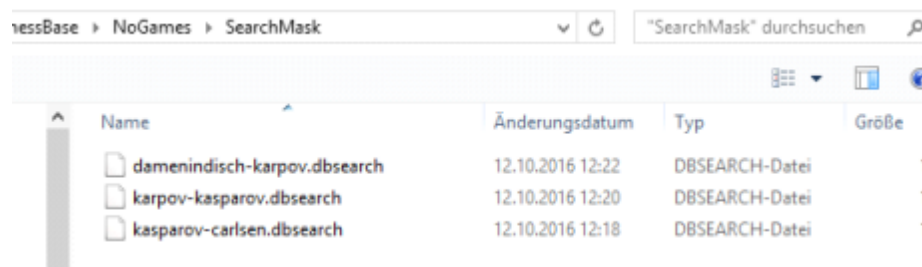 nessBase ▸ NoGames ▸ SearchMask "SearchMask" durchsuchen
Name Änderungsdatum Typ Größe
damenindisch-karpov.dbsearch 12.10.2016 12:22 DBSEARCH-Datei
karpov-kasparov.dbsearch 12.10.2016 12:20 DBSEARCH-Datei
kasparov-carlsen.dbsearch 12.10.2016 12:18 DBSEARCH-Datei